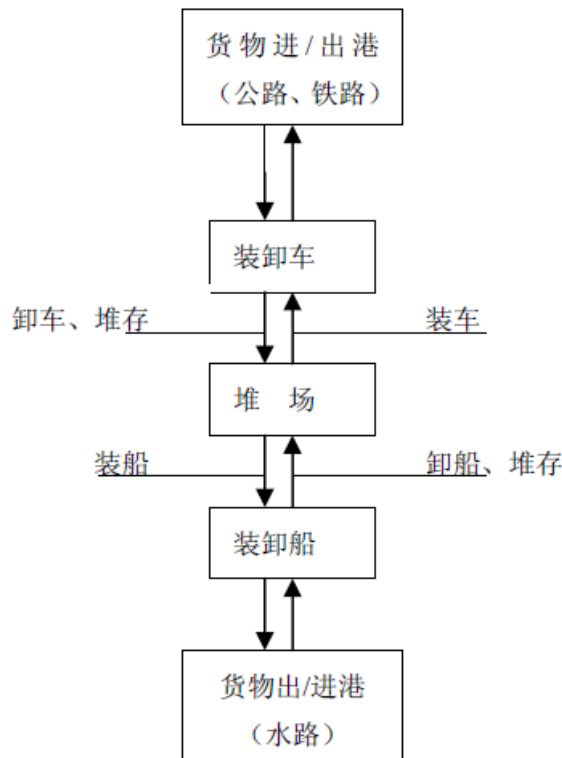 货物进/出港
（公路、铁路）
装卸车
卸车、堆存
装车
堆 场
装船
卸船、堆存
装卸船
货物出/进港
（水路）